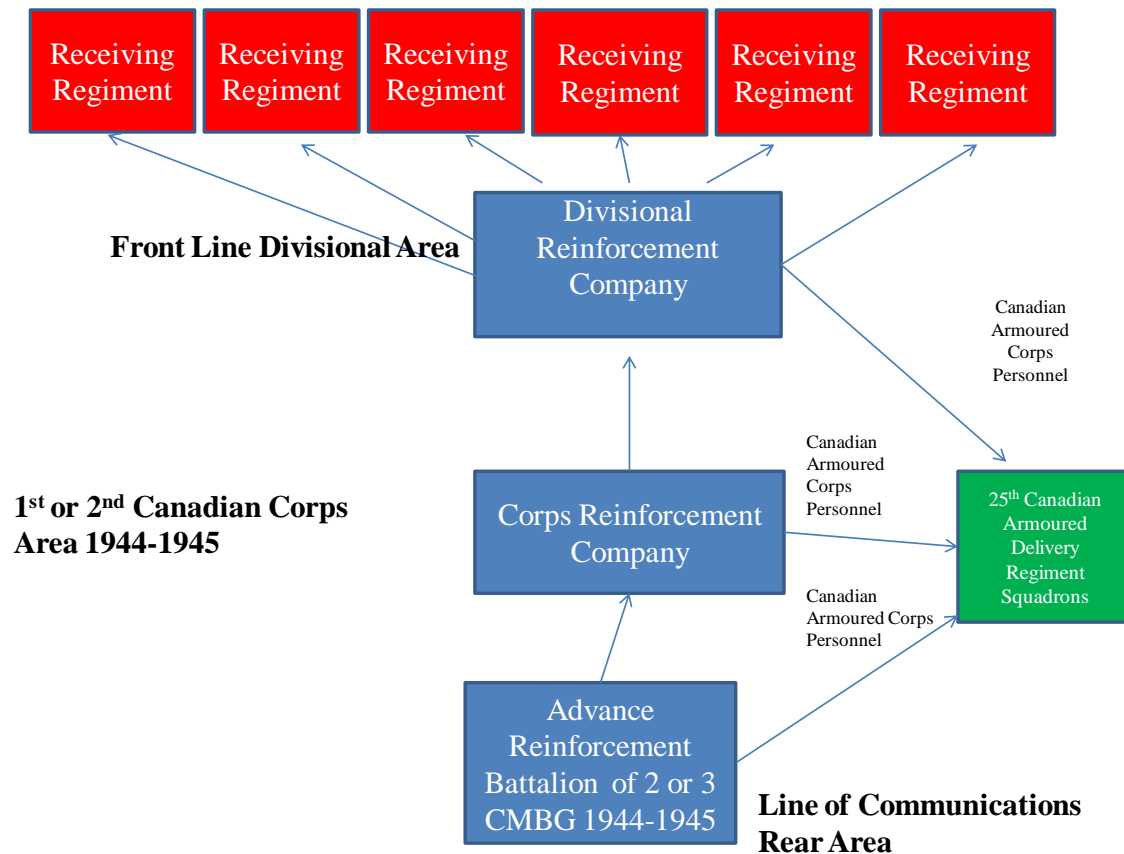 Receiving
Regiment
Receiving
Regiment
Receiving
Regiment
Receiving
Regiment
Receiving
Regiment
Receiving
Regiment
Divisional
Reinforcement
Company
Front Line Divisional Area
Canadian
Armoured
Corps
Personnel
Canadian
Armoured
Corps
Personnel
1st or 2nd Canadian Corps
Area 1944-1945
Corps Reinforcement
Company
25th Canadian
Armoured
Delivery
Regiment
Squadrons
Canadian
Armoured Corps
Personnel
Advance
Reinforcement
Battalion of 2 or 3
CMBG 1944-1945
Line of Communications
Rear Area